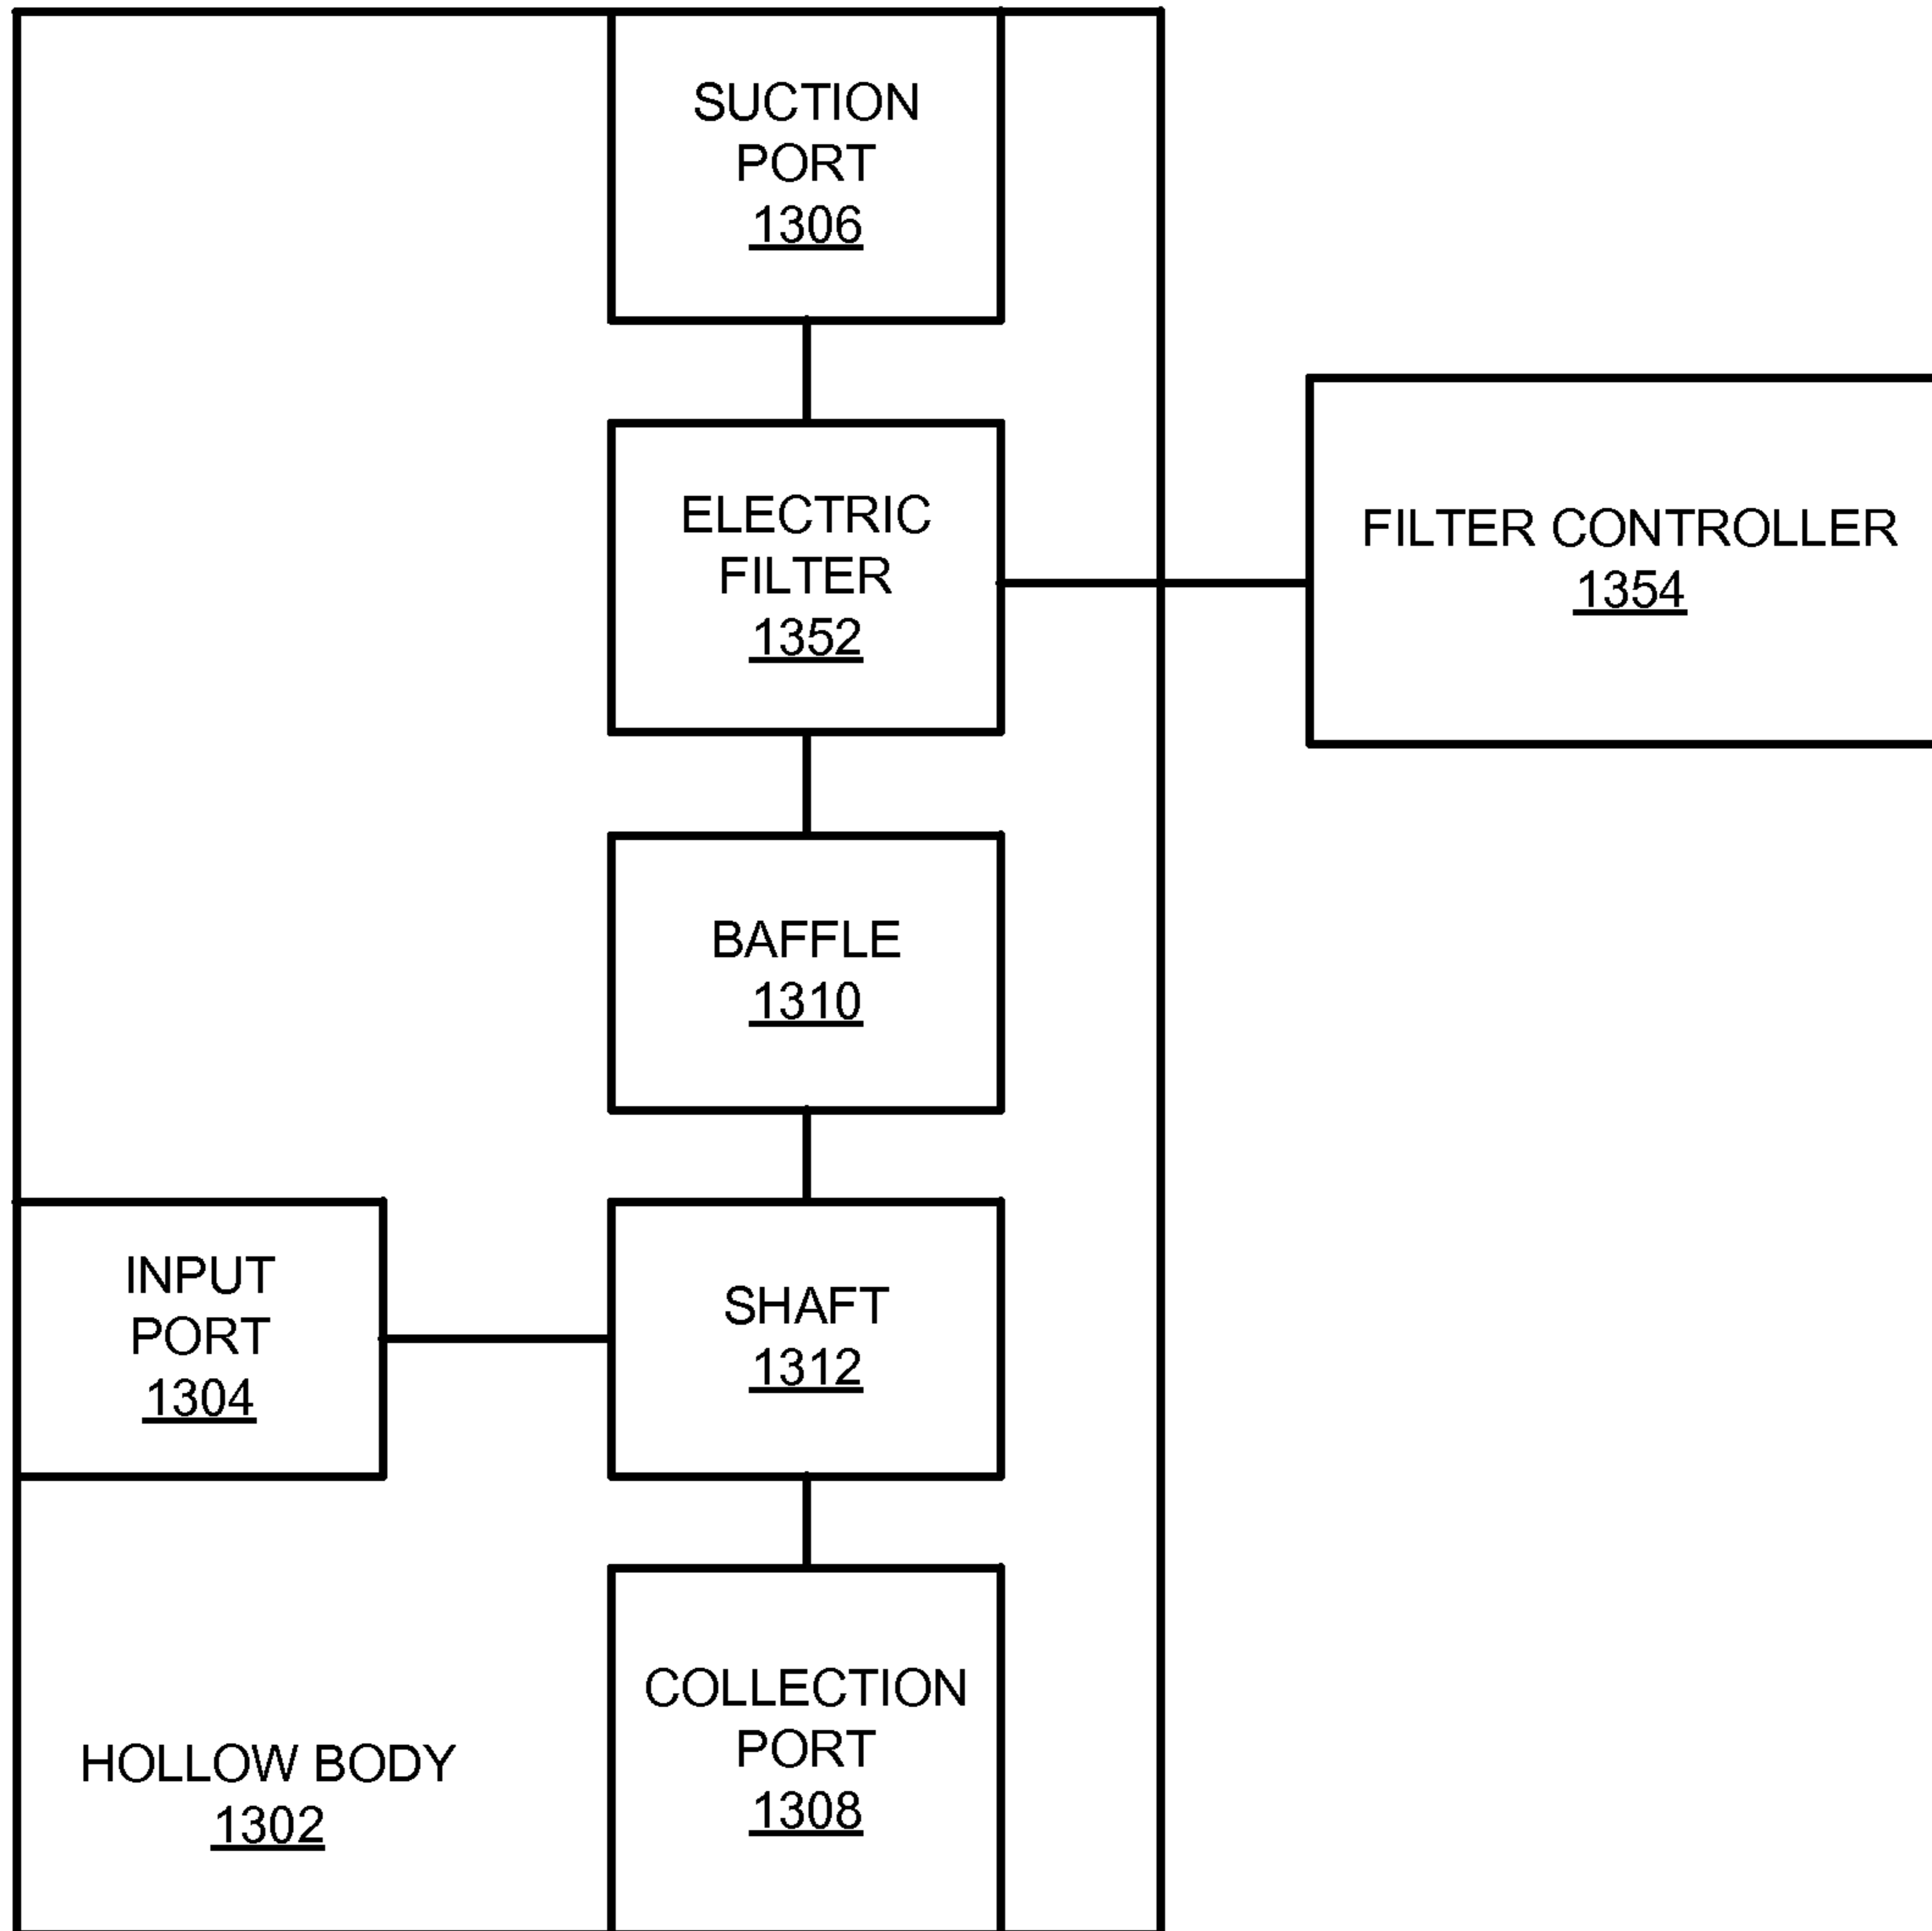 SUCTION
PORT
1306
ELECTRIC
FILTER
1352
FILTER CONTROLLER
1354
BAFFLE
1310
INPUT
PORT
1304
SHAFT
1312
COLLECTION
PORT
1308
HOLLOW BODY
1302